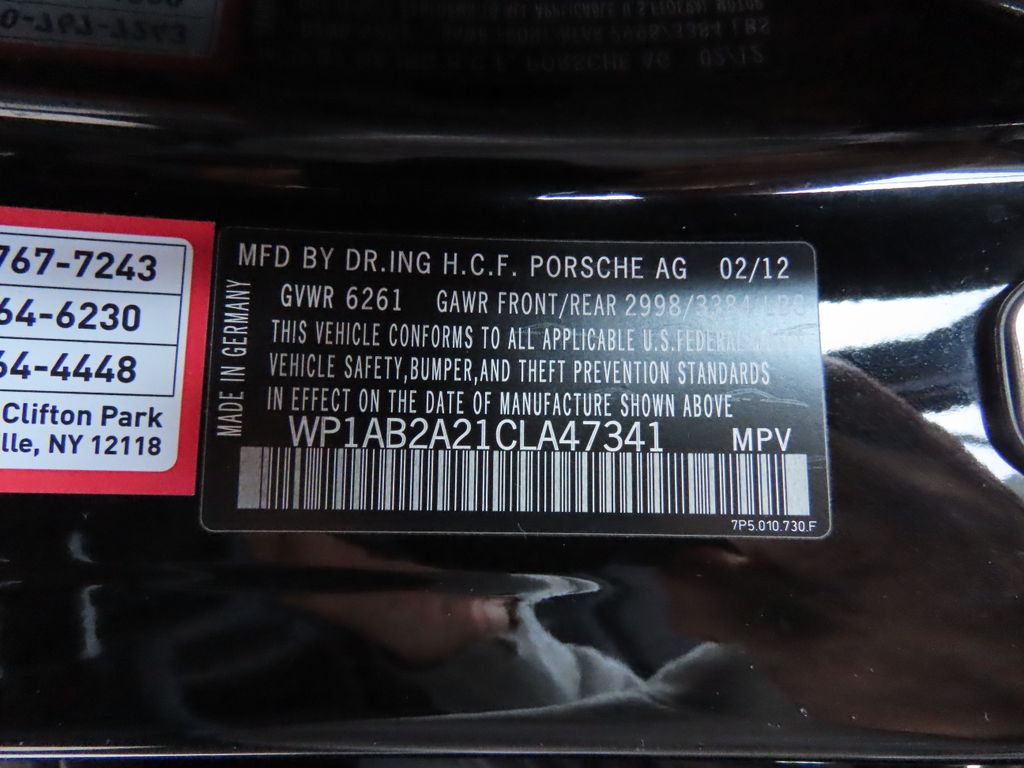 767-7243
64-6230
64-4448
Clifton Park
lle, NY 12118
MADE IN GERMANY
MFD BY DR.ING H.C.F. PORSCHE AG 02/12
GVWR 6261 GAWR FRONT/REAR 2998/3384 LBS
THIS VEHICLE CONFORMS TO ALL APPLICABLE U.S.FEDERAL MOTOR
VEHICLE SAFETY,BUMPER,AND THEFT PREVENTION STANDARDS
IN EFFECT ON THE DATE OF MANUFACTURE SHOWN ABOVE
WP1AB2A21CLA47341 MPV
7P5.010.730.F